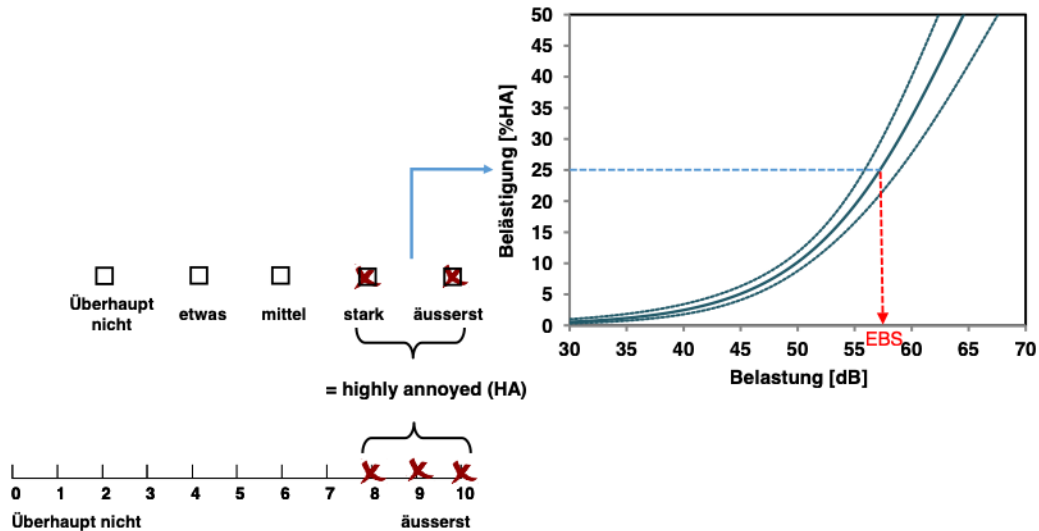 Überhaupt
nicht
etwas
mittel
stark
äusserst
= highly annoyed (HA)
0 1 2 3 4 5 6 7 8 9 10
Überhaupt nicht
äusserst
Belästigung [%HA]
50
45
40
35
30
25
20
15
10
5
0
30 35 40 45 50 55 60 65 70
EBS
Belastung [dB]